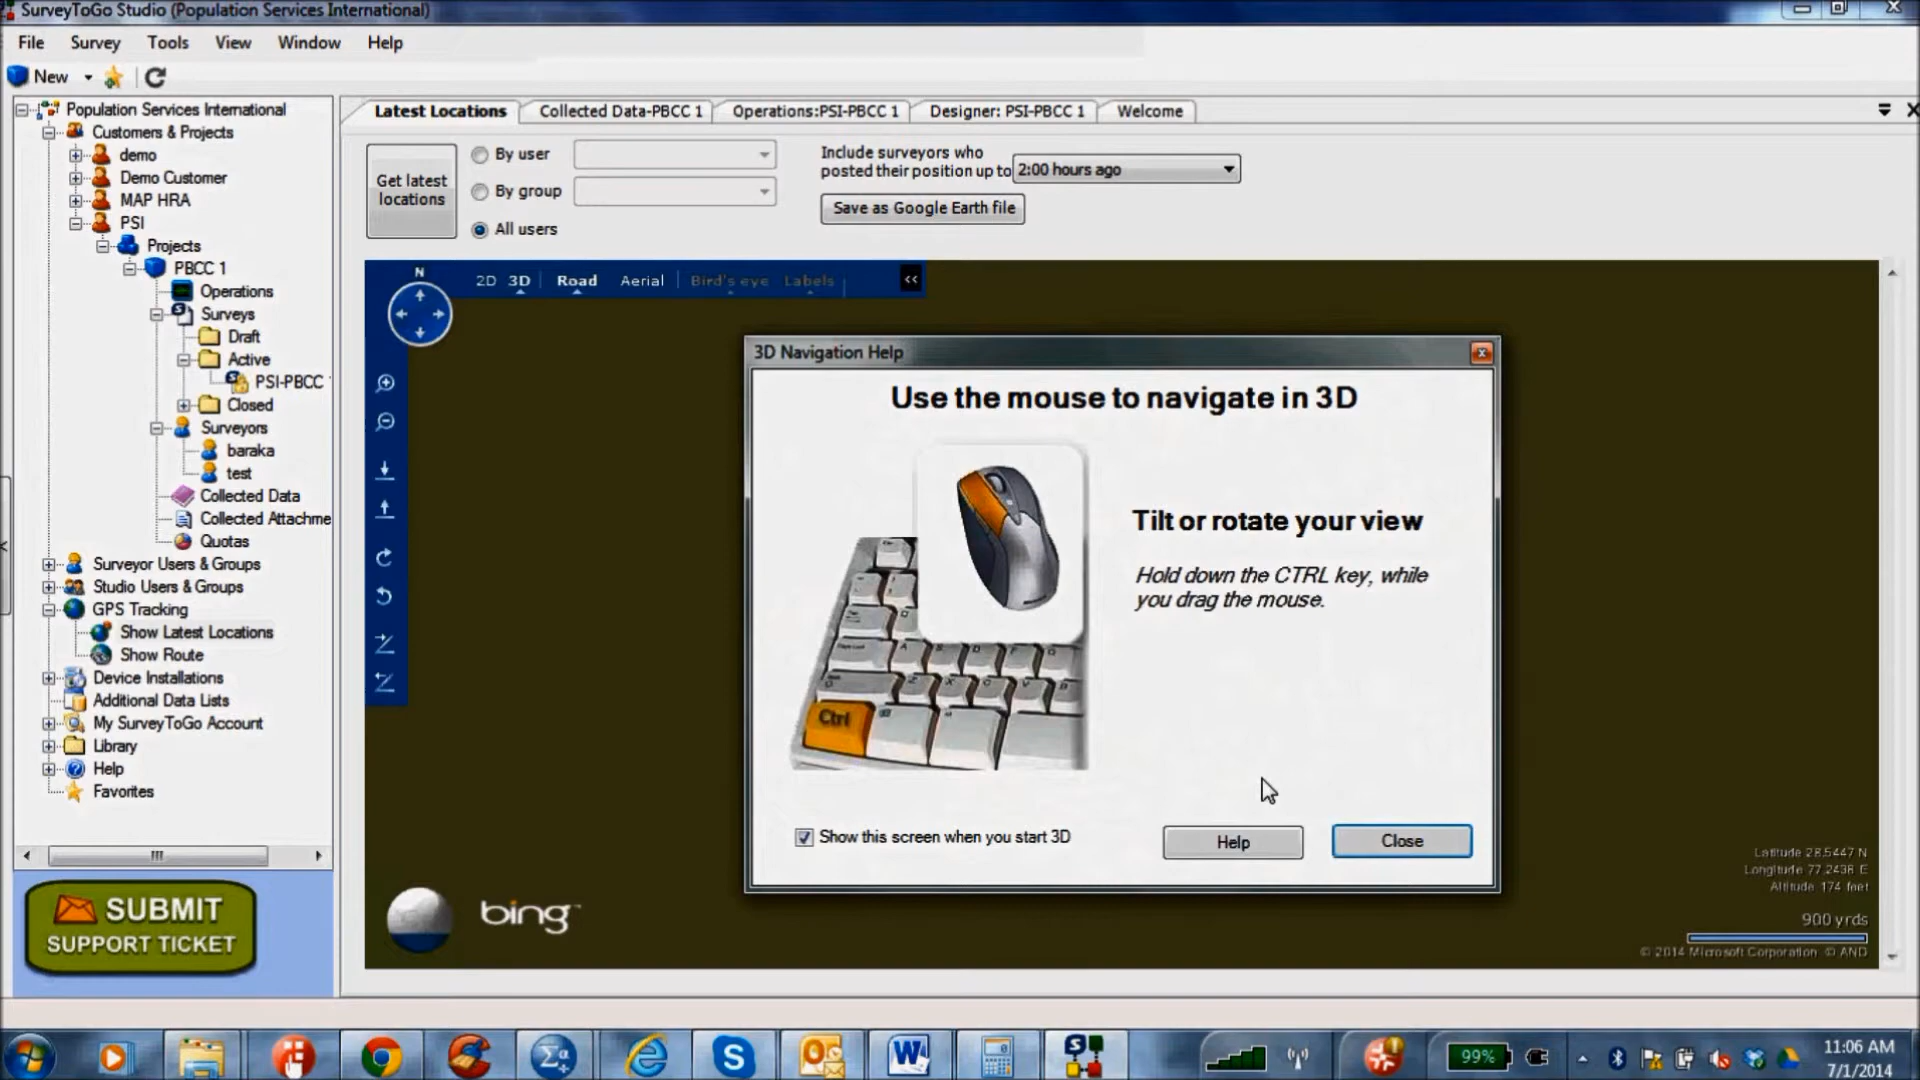 SurveyToGo Studio (Population Services International)
File Survey Tools View Window Help
New
Population Services International
Customers & Projects
demo
Demo Customer
MAP HRA
PSI
Projects
PBCC 1
Operations
Surveys
Draft
Active
PSI-PBCC
Closed
Surveyors
baraka
test
Collected Data
Collected Attachme
Quotas
Surveyor Users & Groups
Studio Users & Groups
GPS Tracking
Show Latest Locations
Show Route
Device Installations
Additional Data Lists
My SurveyToGo Account
Library
Help
Favorites
SUBMIT
SUPPORT TICKET
Latest Locations Collected Data-PBCC 1 Operations:PSI-PBCC 1 Designer: PSI-PBCC 1 Welcome
Get latest
locations
By user
By group
All users
Include surveyors who
posted their position up to 2:00 hours ago
Save as Google Earth file
N
2D 3D Road Aerial Bird's eye Labels <<
3D Navigation Help
Use the mouse to navigate in 3D
Tilt or rotate your view
Hold down the CTRL key, while
you drag the mouse.
Ctrl
Show this screen when you start 3D
Help Close
bing
Latitude 28.5447 N
Longitude 77.2438 E
Altitude 174 feet
900 yrds
© 2014 Microsoft Corporation © AND
99%
11:06 AM
7/1/2014